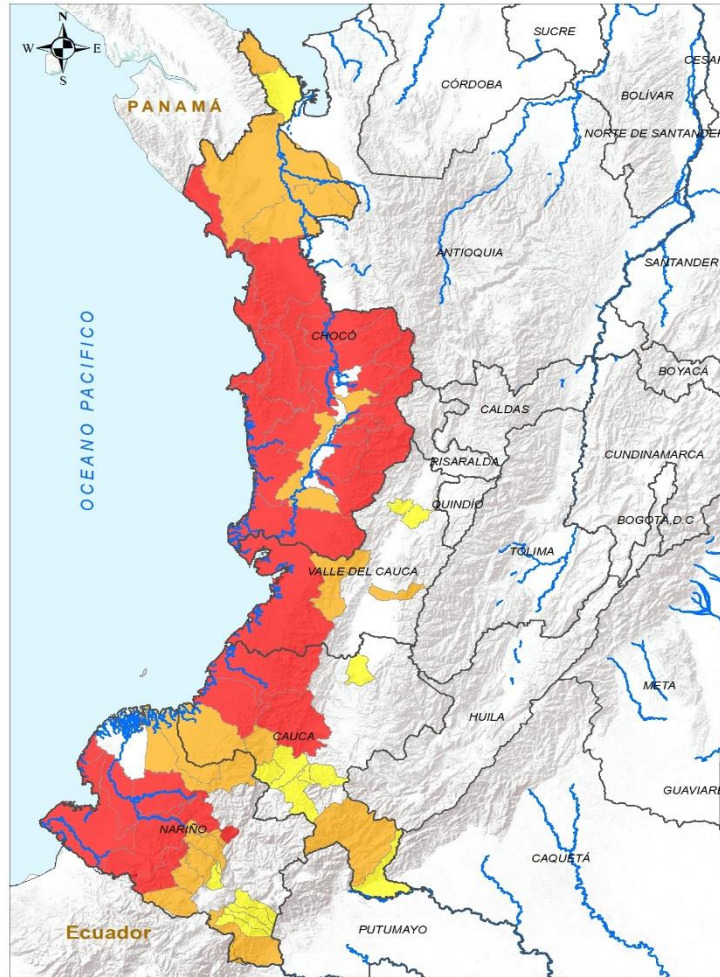 N
W E
S
SUCRE
CESAR
CÓRDOBA
BOLÍVAR
PANAMÁ
NORTE DE SANTANDER
ANTIOQUIA
SANTANDER
OCEANO PACIFICO
CHOCÓ
BOYACÁ
CALDAS
CUNDINAMARCA
RISARALDA
QUINDÍO
BOGOTÁ, D.C
TOLIMA
VALLE DEL CAUCA
META
HUILA
CAUCA
GUAVIARE
NARIÑO
CAQUETÁ
Ecuador
PUTUMAYO